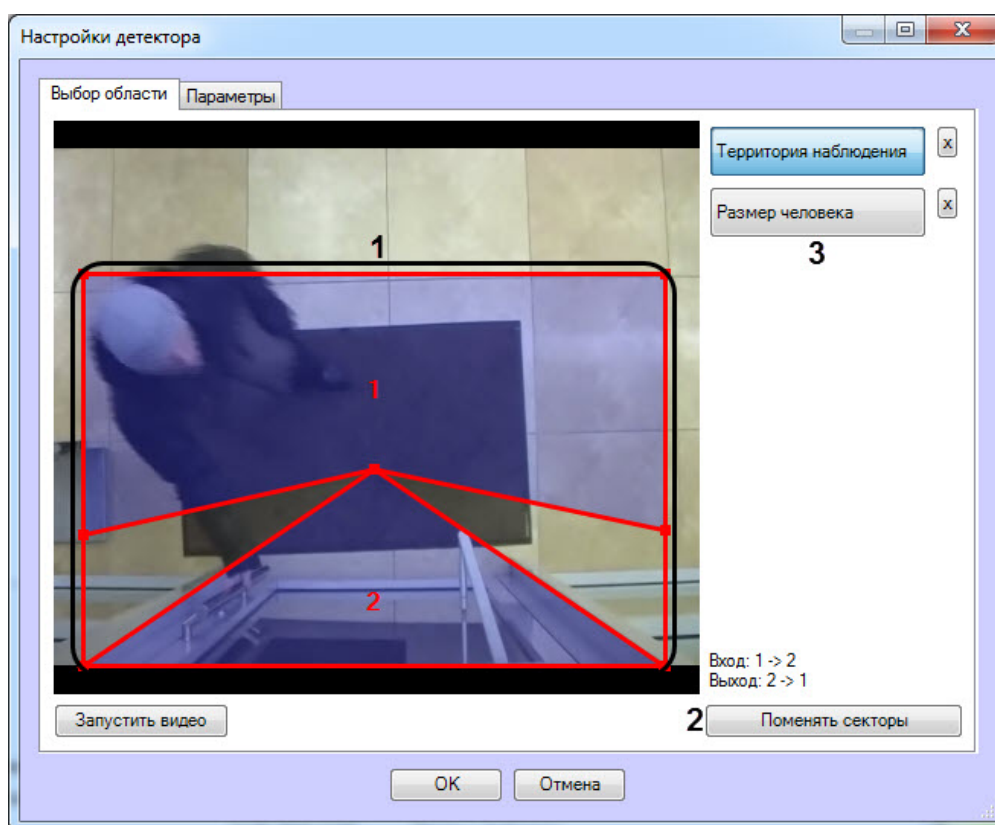 Настройки детектора
Выбор области
Параметры
Территория наблюдения
x
Размер человека
x
3
1
1
2
Вход: 1 -> 2
Выход: 2 -> 1
Запустить видео
2
Поменять секторы
OK
Отмена